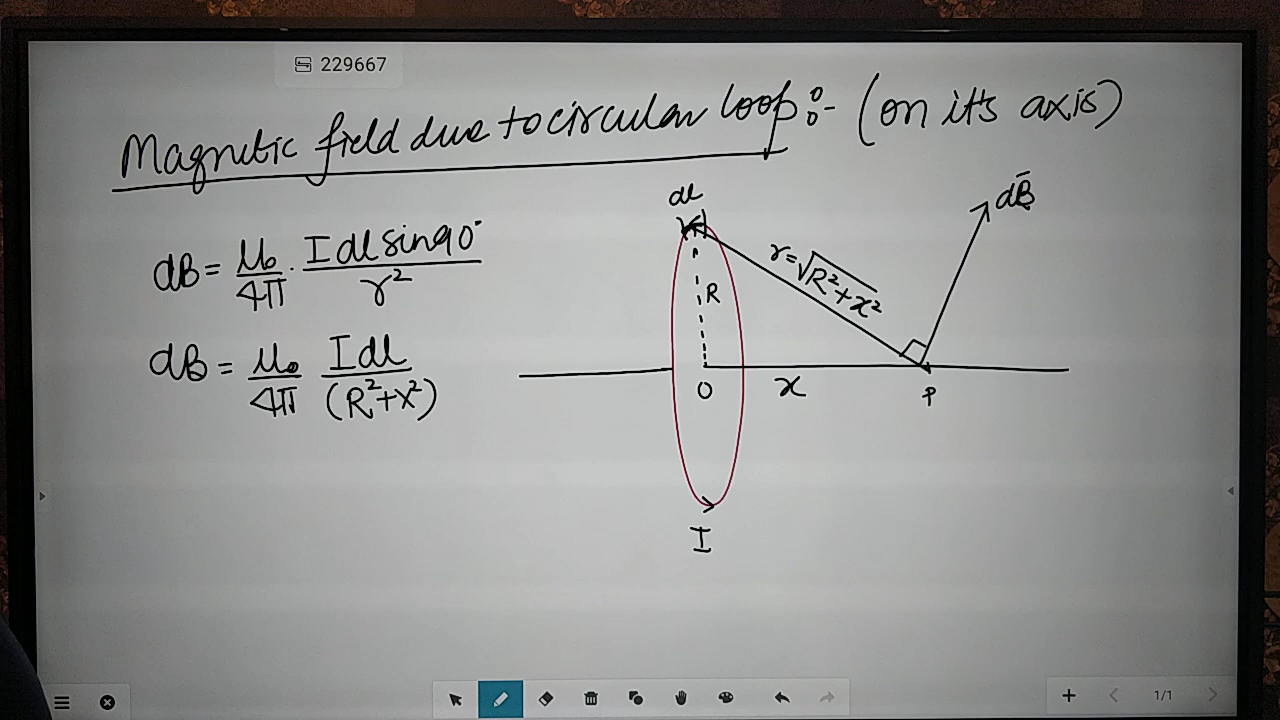 229667
Magnetic field due to circular loop:- (on it's axis)
dB = μ₀/4π · I dl sin90°/r²
dB = μ₀/4π I dl/(R²+x²)
dl
dB̄
r=√R²+x²
R
O
x
P
I
1/1